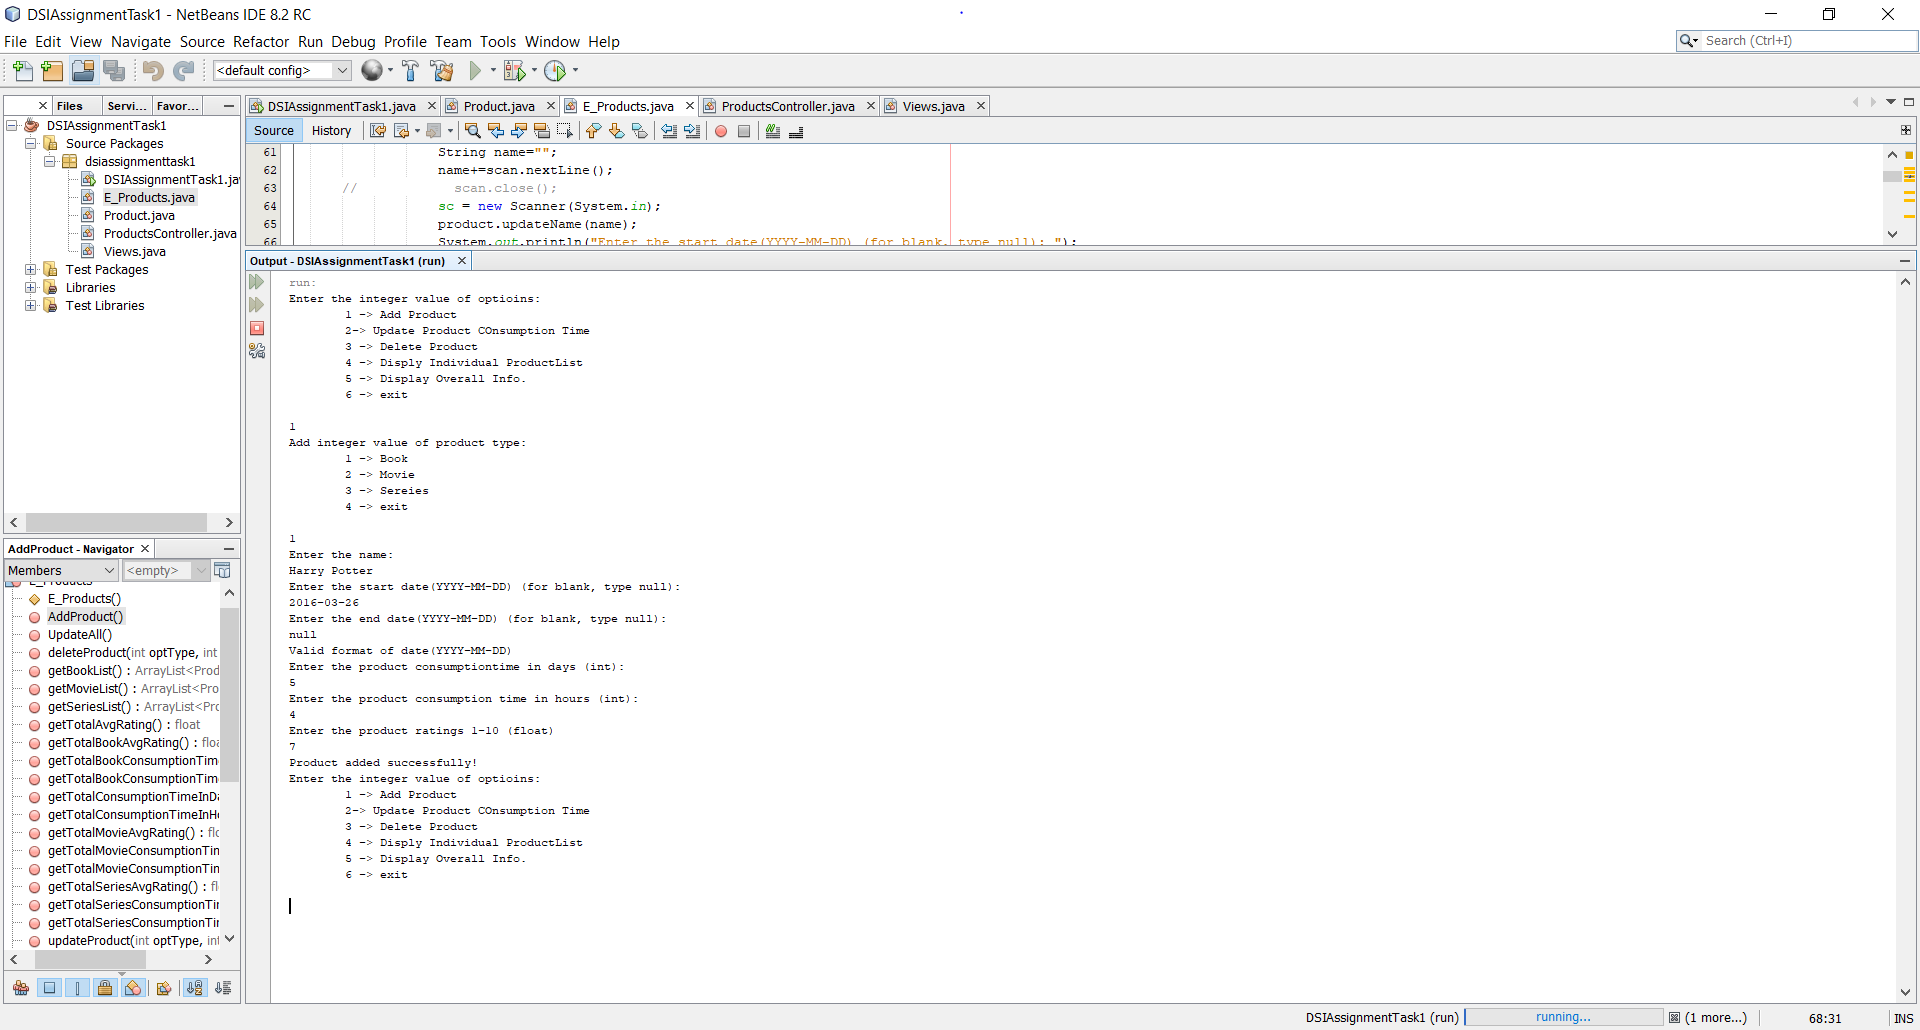 DSIAssignmentTask1 - NetBeans IDE 8.2 RC
File Edit View Navigate Source Refactor Run Debug Profile Team Tools Window Help
Search (Ctrl+I)
<default config>
Files Servi... Favor...
DSIAssignmentTask1
Source Packages
dsiassignmenttask1
DSIAssignmentTask1.ja
E_Products.java
Product.java
ProductsController.java
Views.java
Test Packages
Libraries
Test Libraries
DSIAssignmentTask1.java Product.java E_Products.java ProductsController.java Views.java
Source History
61 String name="";
62 name+=scan.nextLine();
63 // scan.close();
64 sc = new Scanner(System.in);
65 product.updateName(name);
66 System.out.println("Enter the start date(YYYY-MM-DD) (for blank, type null): ");
Output - DSIAssignmentTask1 (run)
run:
Enter the integer value of optioins:
1 -> Add Product
2-> Update Product COnsumption Time
3 -> Delete Product
4 -> Disply Individual ProductList
5 -> Display Overall Info.
6 -> exit
1
Add integer value of product type:
1 -> Book
2 -> Movie
3 -> Sereies
4 -> exit
1
Enter the name:
Harry Potter
Enter the start date(YYYY-MM-DD) (for blank, type null):
2016-03-26
Enter the end date(YYYY-MM-DD) (for blank, type null):
null
Valid format of date(YYYY-MM-DD)
Enter the product consumptiontime in days (int):
5
Enter the product consumption time in hours (int):
4
Enter the product ratings 1-10 (float)
7
Product added successfully!
Enter the integer value of optioins:
1 -> Add Product
2-> Update Product COnsumption Time
3 -> Delete Product
4 -> Disply Individual ProductList
5 -> Display Overall Info.
6 -> exit
AddProduct - Navigator
Members <empty>
E_Products
E_Products()
AddProduct()
UpdateAll()
deleteProduct(int optType, int
getBookList() : ArrayList<Prod
getMovieList() : ArrayList<Pro
getSeriesList() : ArrayList<Pro
getTotalAvgRating() : float
getTotalBookAvgRating() : floa
getTotalBookConsumptionTim
getTotalBookConsumptionTim
getTotalConsumptionTimeInDa
getTotalConsumptionTimeInHo
getTotalMovieAvgRating() : flo
getTotalMovieConsumptionTim
getTotalMovieConsumptionTim
getTotalSeriesAvgRating() : fl
getTotalSeriesConsumptionTi
getTotalSeriesConsumptionTi
updateProduct(int optType, int
DSIAssignmentTask1 (run) running... (1 more...) 68:31 INS